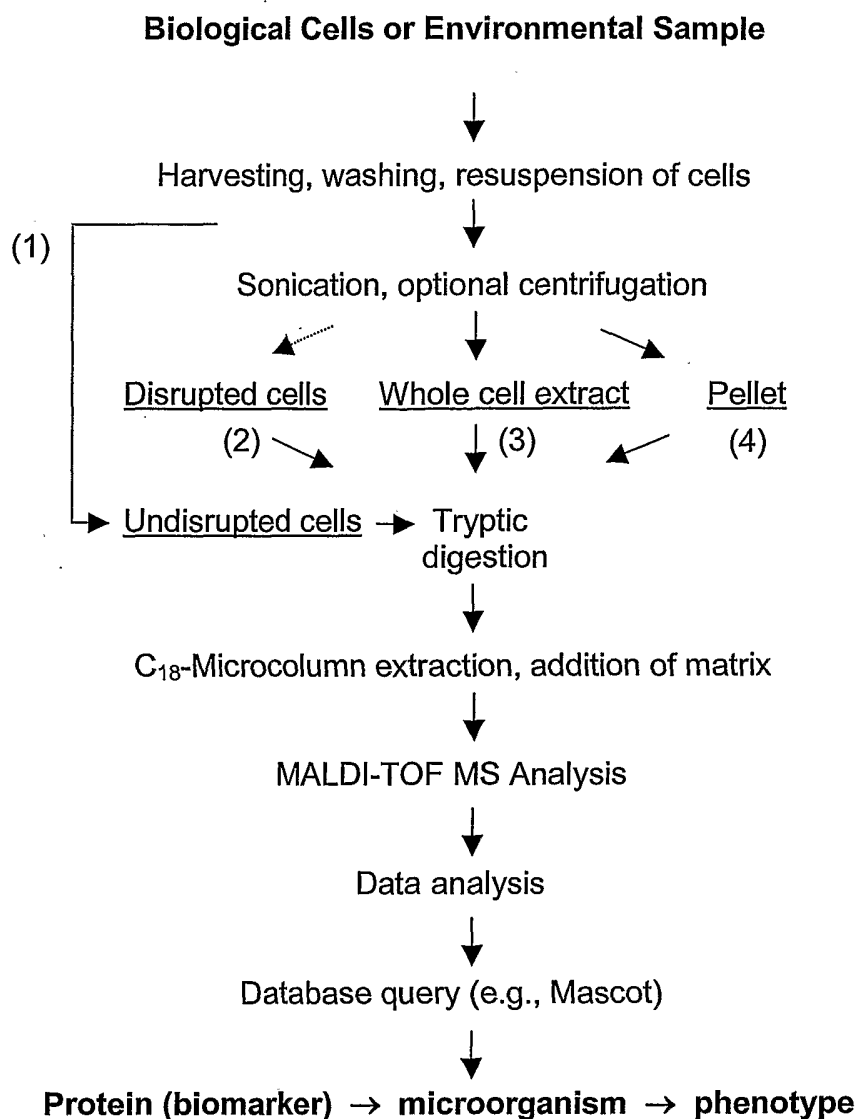 Biological Cells or Environmental Sample
Harvesting, washing, resuspension of cells
(1)
Sonication, optional centrifugation
Disrupted cells Whole cell extract Pellet
(2) (3) (4)
Undisrupted cells → Tryptic
digestion
C₁₈-Microcolumn extraction, addition of matrix
MALDI-TOF MS Analysis
Data analysis
Database query (e.g., Mascot)
Protein (biomarker) → microorganism → phenotype